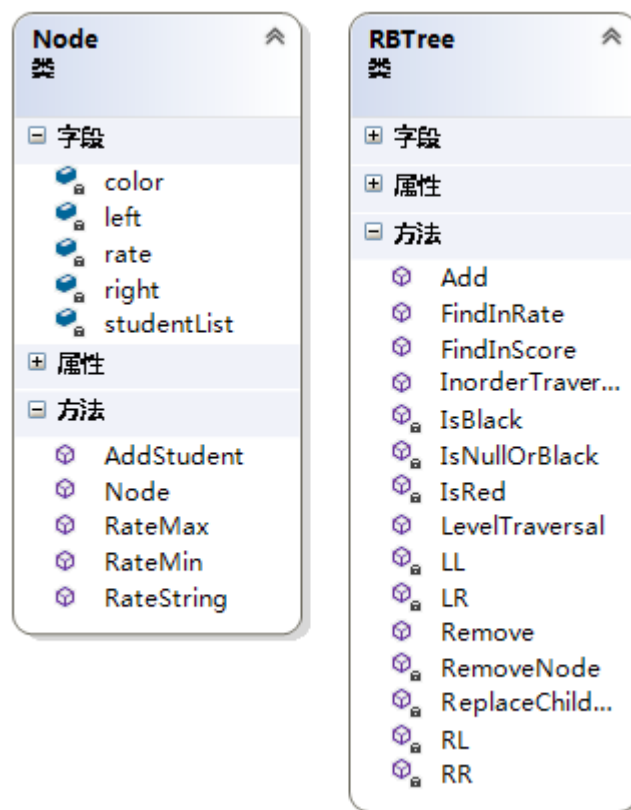 Node
类
字段
color
left
rate
right
studentList
属性
方法
AddStudent
Node
RateMax
RateMin
RateString
RBTree
类
字段
属性
方法
Add
FindInRate
FindInScore
InorderTraver...
IsBlack
IsNullOrBlack
IsRed
LevelTraversal
LL
LR
Remove
RemoveNode
ReplaceChild...
RL
RR